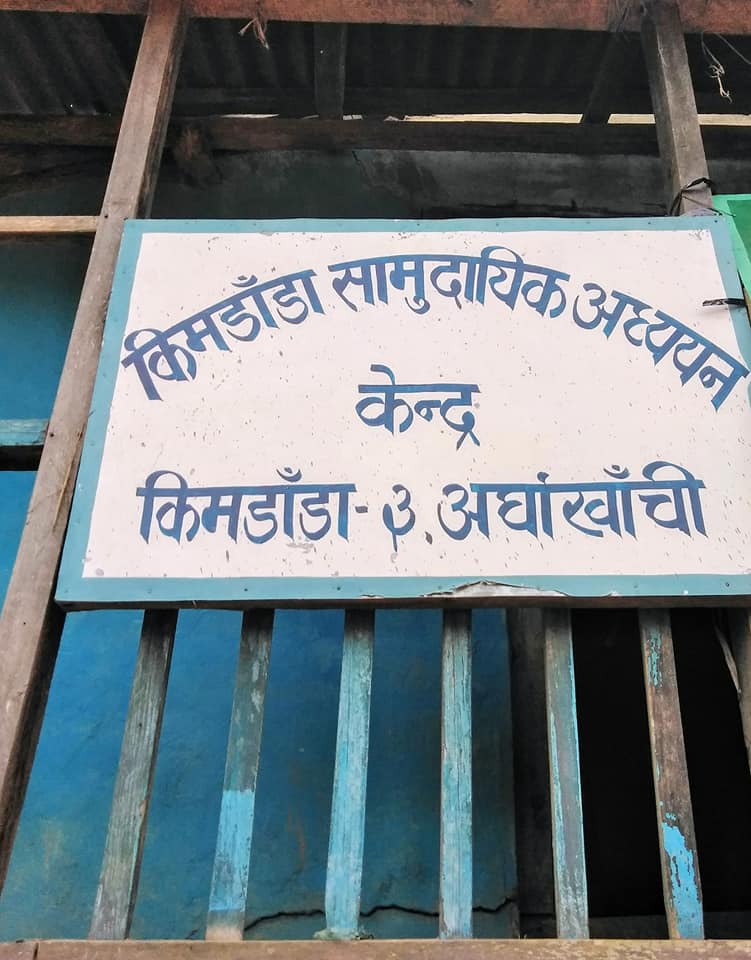 किमडाँडा सामुदायिक अध्ययन
केन्द्र
किमडाँडा - ३, अर्घाखाँची